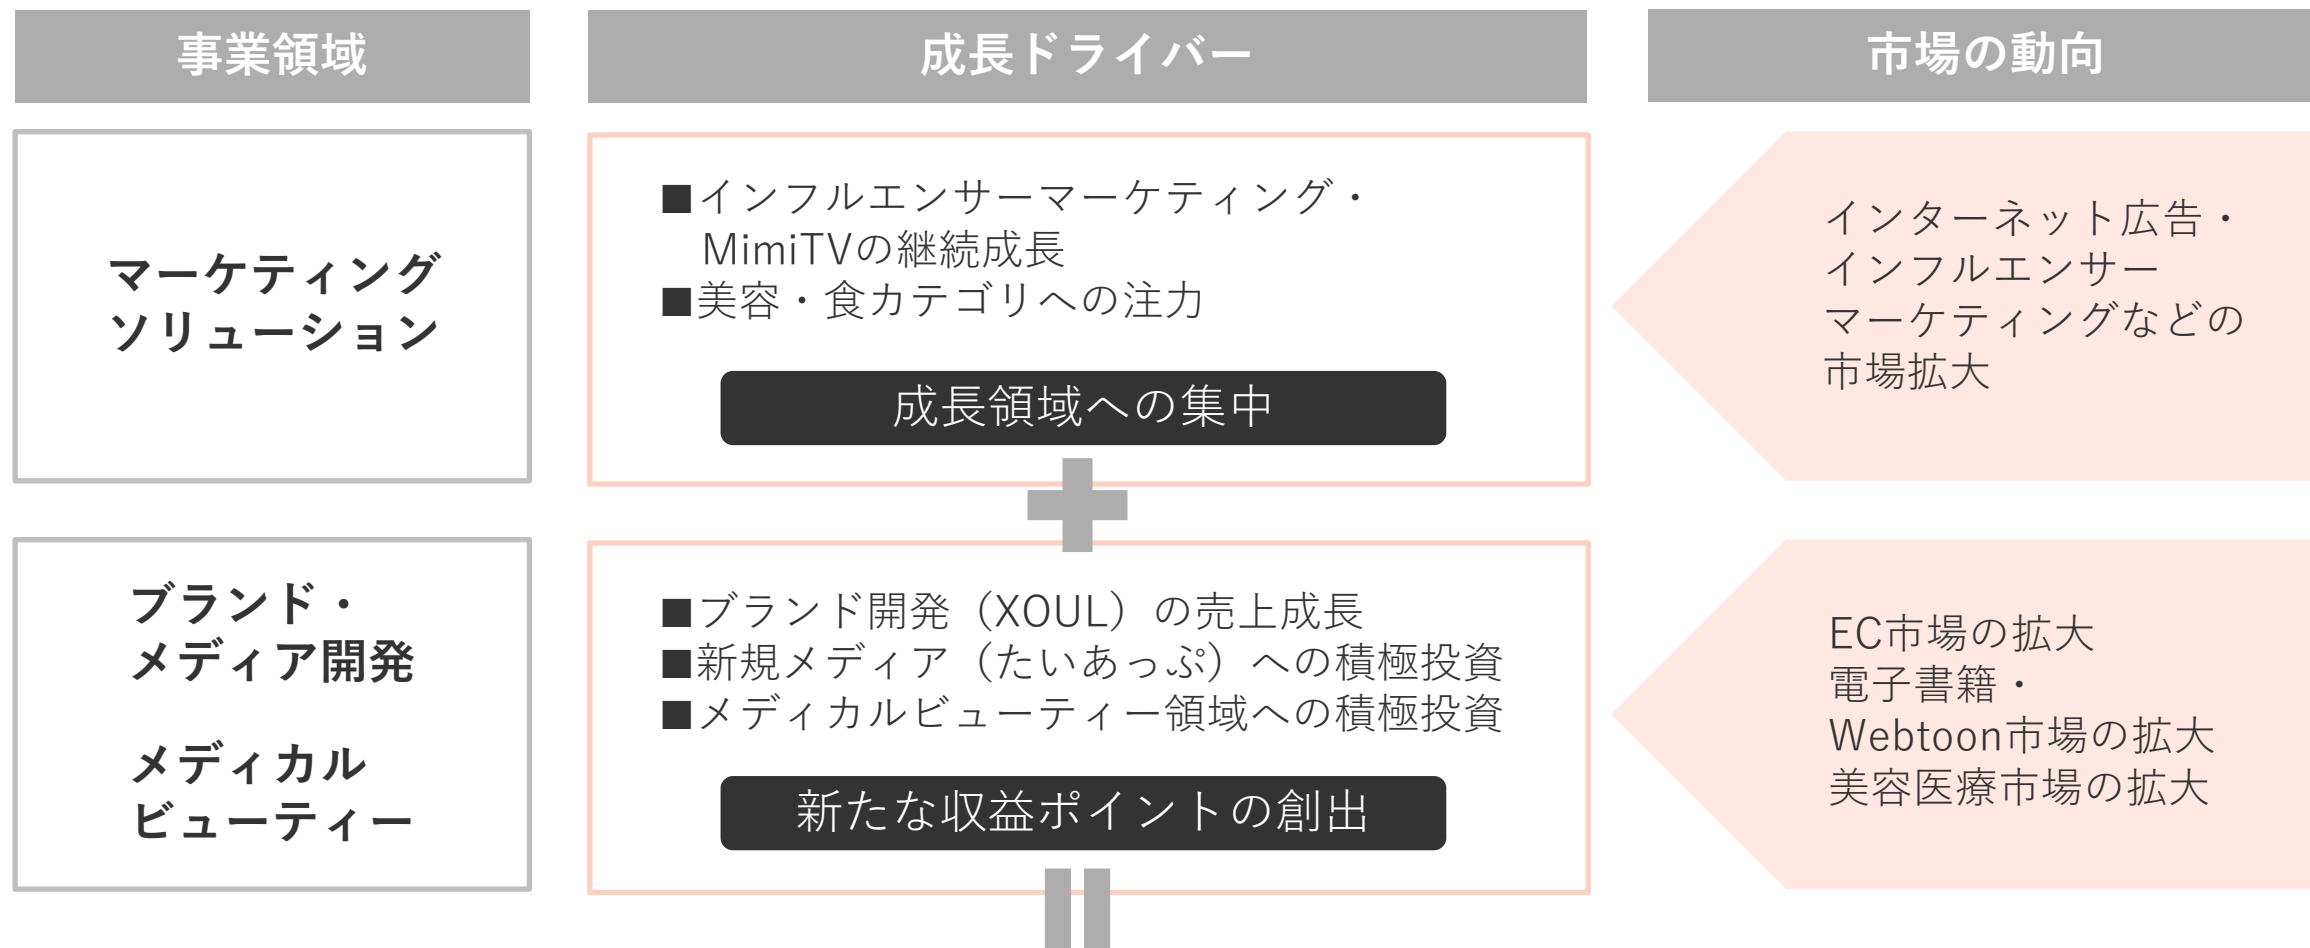 事業領域
成長ドライバー
市場の動向
マーケティング
ソリューション
■インフルエンサーマーケティング・
MimiTVの継続成長
■美容・食カテゴリへの注力
成長領域への集中
インターネット広告・
インフルエンサー
マーケティングなどの
市場拡大
ブランド・
メディア開発
メディカル
ビューティー
■ブランド開発（XOUL）の売上成長
■新規メディア（たいあっぷ）への積極投資
■メディカルビューティー領域への積極投資
新たな収益ポイントの創出
EC市場の拡大
電子書籍・
Webtoon市場の拡大
美容医療市場の拡大